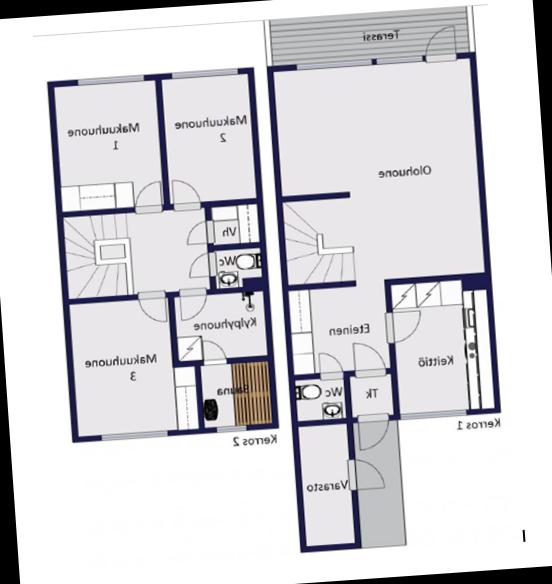 Terassi
Makuuhuone
1
Makuuhuone
2
Olohuone
Vh
Wc
Kylpyhuone
Eteinen
Keittiö
Makuuhuone
3
Sauna
Wc
Tk
Kerros 2
Kerros 1
Varasto